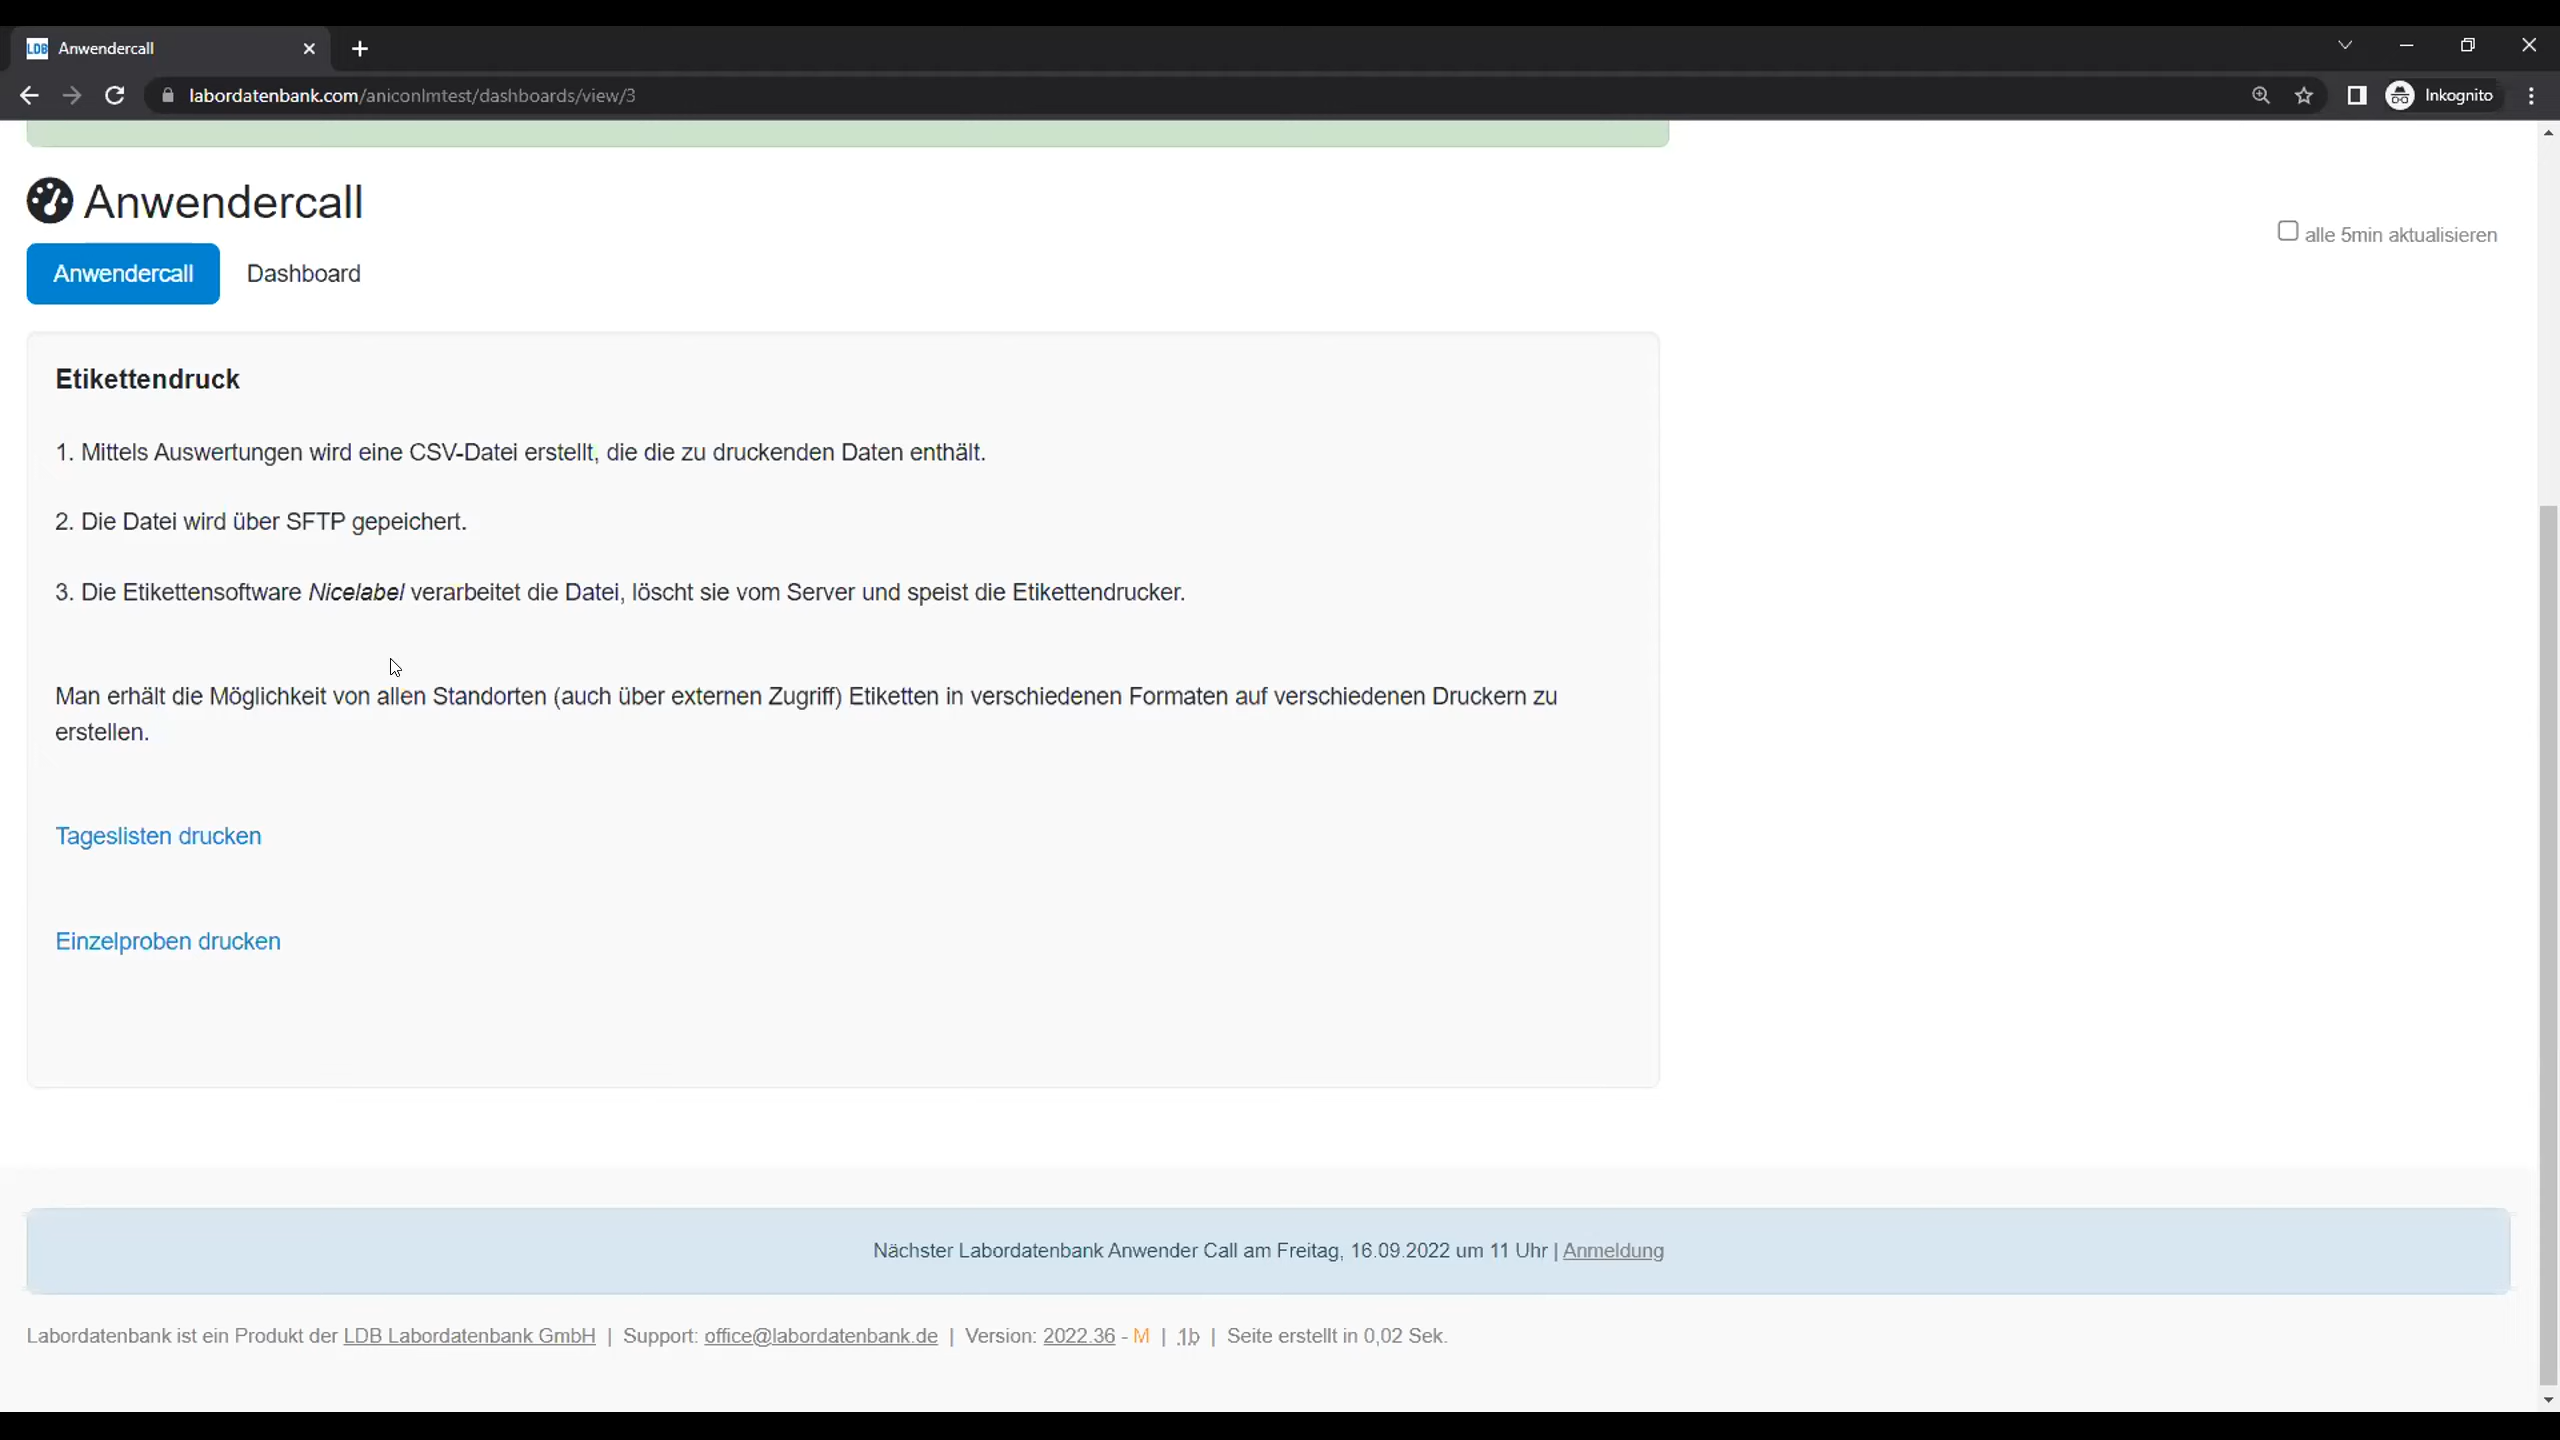 LDB Anwendercall
labordatenbank.com/aniconlmtest/dashboards/view/3
Inkognito
Anwendercall
alle 5min aktualisieren
Anwendercall Dashboard
Etikettendruck
1. Mittels Auswertungen wird eine CSV-Datei erstellt, die die zu druckenden Daten enthält.
2. Die Datei wird über SFTP gepeichert.
3. Die Etikettensoftware Nicelabel verarbeitet die Datei, löscht sie vom Server und speist die Etikettendrucker.
Man erhält die Möglichkeit von allen Standorten (auch über externen Zugriff) Etiketten in verschiedenen Formaten auf verschiedenen Druckern zu
erstellen.
Tageslisten drucken
Einzelproben drucken
Nächster Labordatenbank Anwender Call am Freitag, 16.09.2022 um 11 Uhr | Anmeldung
Labordatenbank ist ein Produkt der LDB Labordatenbank GmbH | Support: office@labordatenbank.de | Version: 2022.36 - M | 1b | Seite erstellt in 0,02 Sek.